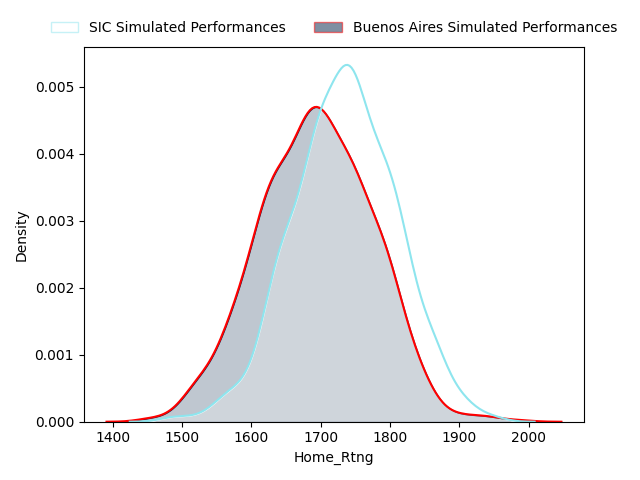 SIC Simulated Performances
Buenos Aires Simulated Performances
0.005
0.004
0.003
0.002
0.001
0.000
Density
1400 1500 1600 1700 1800 1900 2000
Home_Rtng